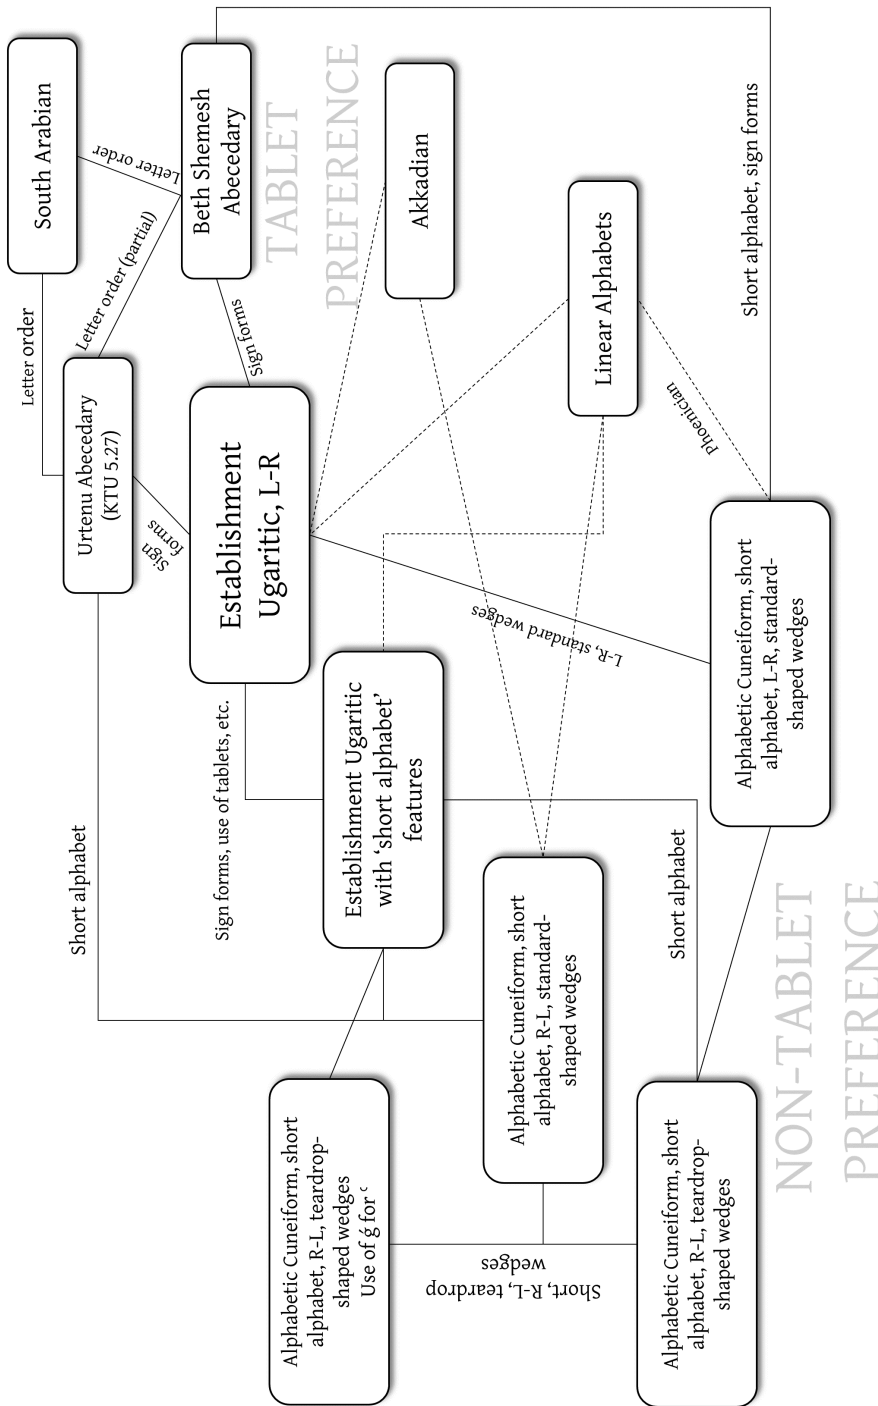 South Arabian
Letter order
Letter order
Letter order (partial)
Beth Shemesh
Abecedary
Urtenu Abecedary
(KTU 5.27)
Sign
forms
Sign forms
TABLET
PREFERENCE
Akkadian
Linear Alphabets
Short alphabet, sign forms
Phoenician
Establishment
Ugaritic, L-R
L-R, standard wedges
Short alphabet
Sign forms, use of tablets, etc.
Establishment Ugaritic
with ‘short alphabet’
features
Alphabetic Cuneiform, short
alphabet, L-R, standard-
shaped wedges
Alphabetic Cuneiform, short
alphabet, R-L, standard-
shaped wedges
Short alphabet
Alphabetic Cuneiform, short
alphabet, R-L, teardrop-
shaped wedges
Use of ǵ for ʿ
Short, R-L, teardrop
wedges
Alphabetic Cuneiform, short
alphabet, R-L, teardrop-
shaped wedges
NON-TABLET
PREFERENCE